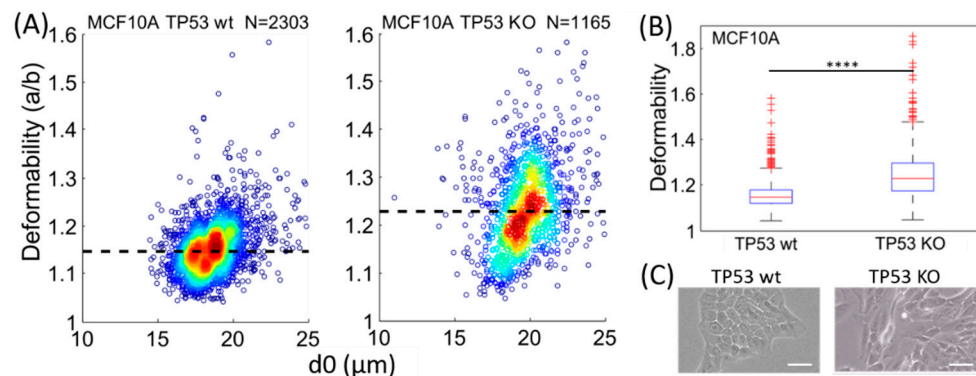 (A)
MCF10A TP53 wt N=2303
MCF10A TP53 KO N=1165
Deformability (a/b)
1.6
1.5
1.4
1.3
1.2
1.1
1
10 15 20 25
1.6
1.5
1.4
1.3
1.2
1.1
1
10 15 20 25
d0 (μm)
(B)
MCF10A
****
Deformability
1.8
1.6
1.4
1.2
1
TP53 wt TP53 KO
(C)
TP53 wt TP53 KO